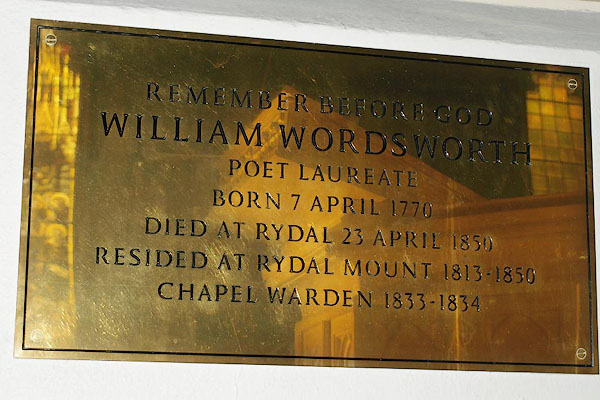 REMEMBER BEFORE GOD
WILLIAM WORDSWORTH
POET LAUREATE
BORN 7 APRIL 1770
DIED AT RYDAL 23 APRIL 1850
RESIDED AT RYDAL MOUNT 1813-1850
CHAPEL WARDEN 1833-1834